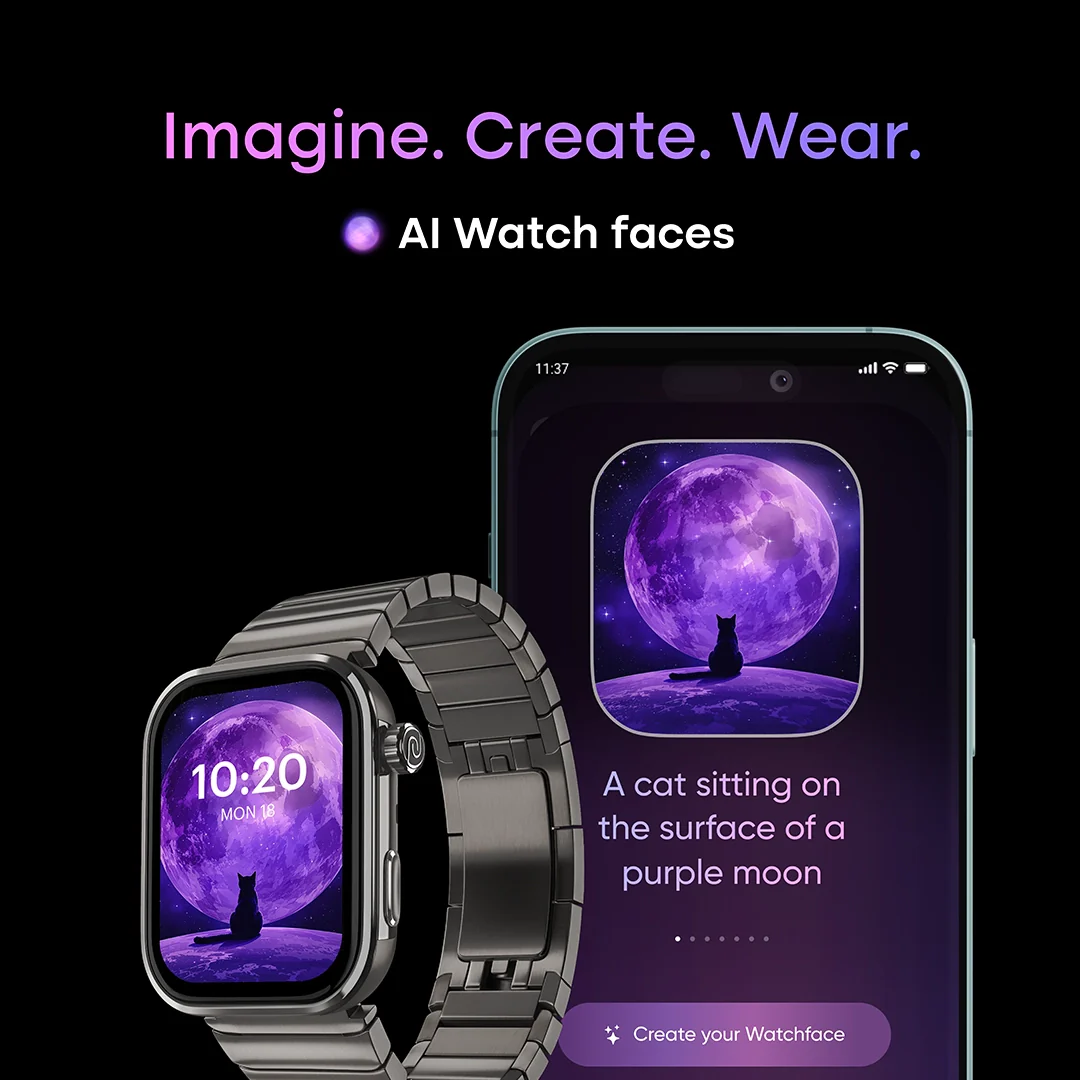 Imagine. Create. Wear.
AI Watch faces
11:37
A cat sitting on
the surface of a
purple moon
10:20
MON 18
Create your Watchface